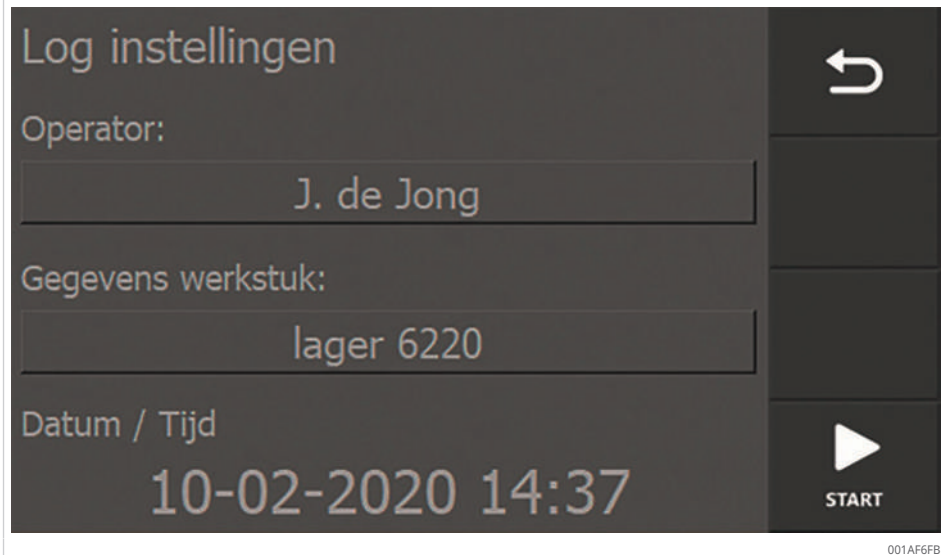 Log instellingen
Operator:
J. de Jong
Gegevens werkstuk:
lager 6220
Datum / Tijd
10-02-2020 14:37
START
001AF6FB